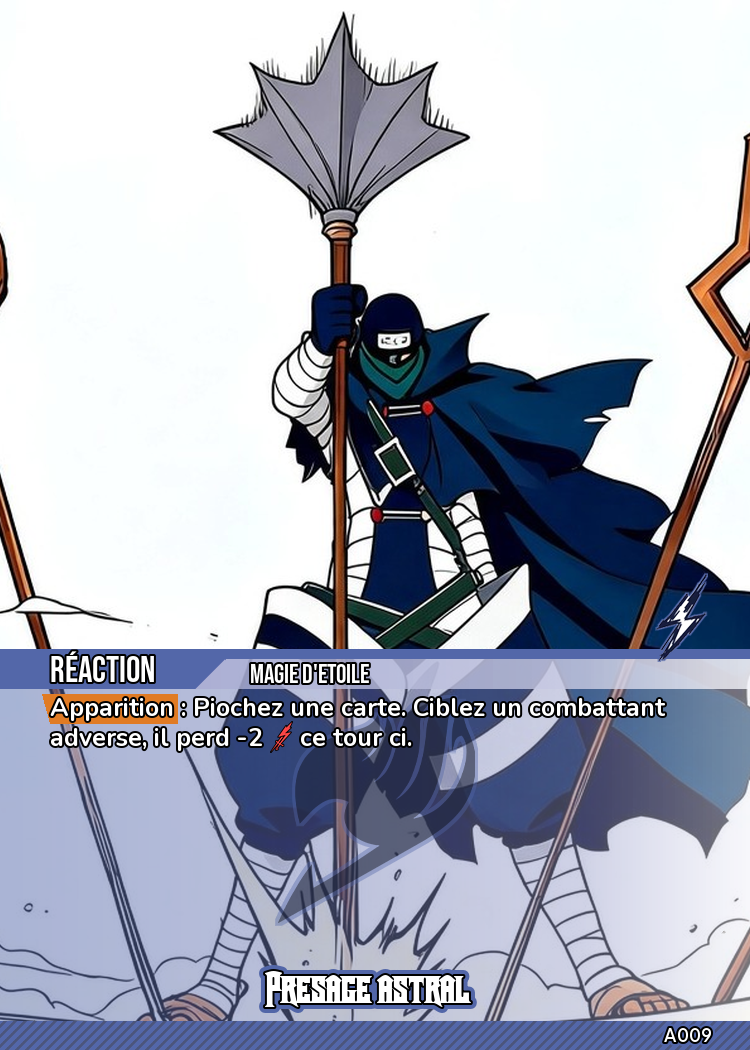 RÉACTION
MAGIE D'ETOILE
Apparition : Piochez une carte. Ciblez un combattant
adverse, il perd -2 ce tour ci.
PRESAGE ASTRAL
A009